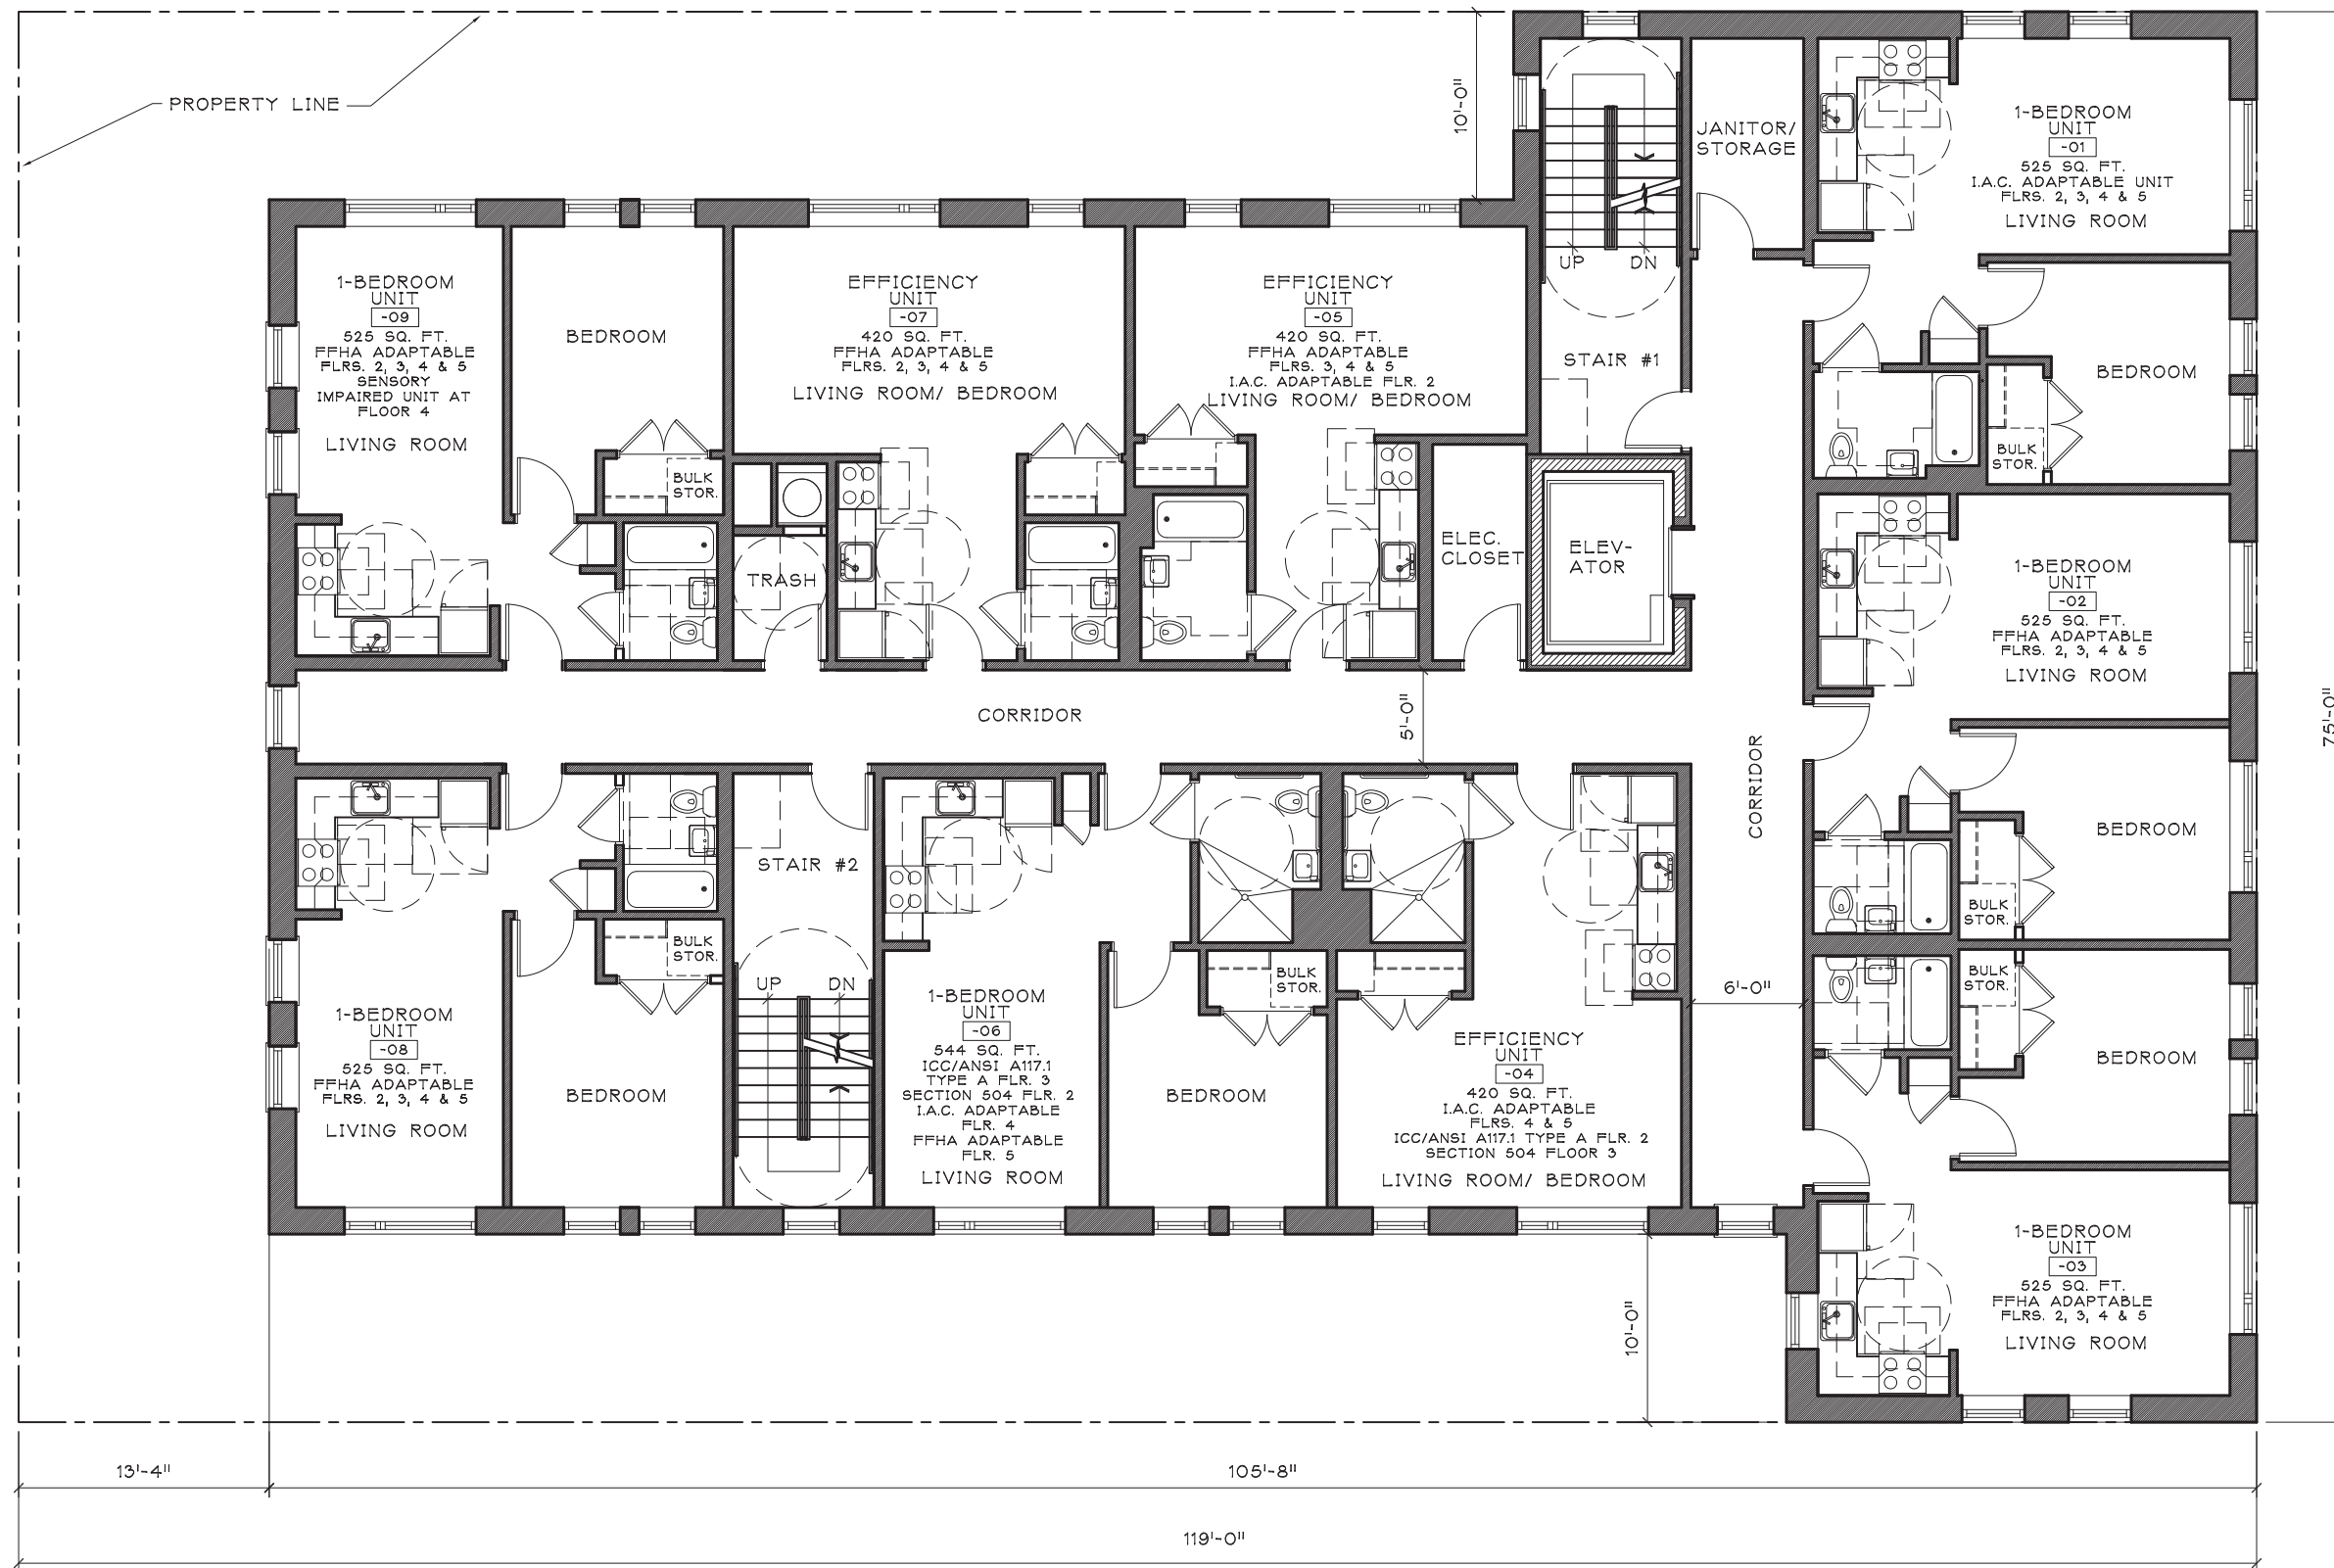 PROPERTY LINE
10'-0"
JANITOR/
STORAGE
1-BEDROOM
UNIT
-01
525 SQ. FT.
I.A.C. ADAPTABLE UNIT
FLRS. 2, 3, 4 & 5
LIVING ROOM
UP
DN
STAIR #1
1-BEDROOM
UNIT
-09
525 SQ. FT.
FFHA ADAPTABLE
FLRS. 2, 3, 4 & 5
SENSORY
IMPAIRED UNIT AT
FLOOR 4
LIVING ROOM
BEDROOM
BULK
STOR.
EFFICIENCY
UNIT
-07
420 SQ. FT.
FFHA ADAPTABLE
FLRS. 2, 3, 4 & 5
LIVING ROOM/ BEDROOM
EFFICIENCY
UNIT
-05
420 SQ. FT.
FFHA ADAPTABLE
FLRS. 3, 4 & 5
I.A.C. ADAPTABLE FLR. 2
LIVING ROOM/ BEDROOM
BEDROOM
BULK
STOR.
TRASH
ELEC.
CLOSET
ELEV-
ATOR
1-BEDROOM
UNIT
-02
525 SQ. FT.
FFHA ADAPTABLE
FLRS. 2, 3, 4 & 5
LIVING ROOM
CORRIDOR
5'-0"
CORRIDOR
75'-0"
BEDROOM
BULK
STOR.
STAIR #2
UP
DN
BULK
STOR.
1-BEDROOM
UNIT
-08
525 SQ. FT.
FFHA ADAPTABLE
FLRS. 2, 3, 4 & 5
LIVING ROOM
BEDROOM
1-BEDROOM
UNIT
-06
544 SQ. FT.
ICC/ANSI A117.1
TYPE A FLR. 3
SECTION 504 FLR. 2
I.A.C. ADAPTABLE
FLR. 4
FFHA ADAPTABLE
FLR. 5
LIVING ROOM
BULK
STOR.
BEDROOM
EFFICIENCY
UNIT
-04
420 SQ. FT.
I.A.C. ADAPTABLE
FLRS. 4 & 5
ICC/ANSI A117.1 TYPE A FLR. 2
SECTION 504 FLOOR 3
LIVING ROOM/ BEDROOM
6'-0"
BULK
STOR.
BEDROOM
1-BEDROOM
UNIT
-03
525 SQ. FT.
FFHA ADAPTABLE
FLRS. 2, 3, 4 & 5
LIVING ROOM
10'-0"
13'-4"
105'-8"
119'-0"